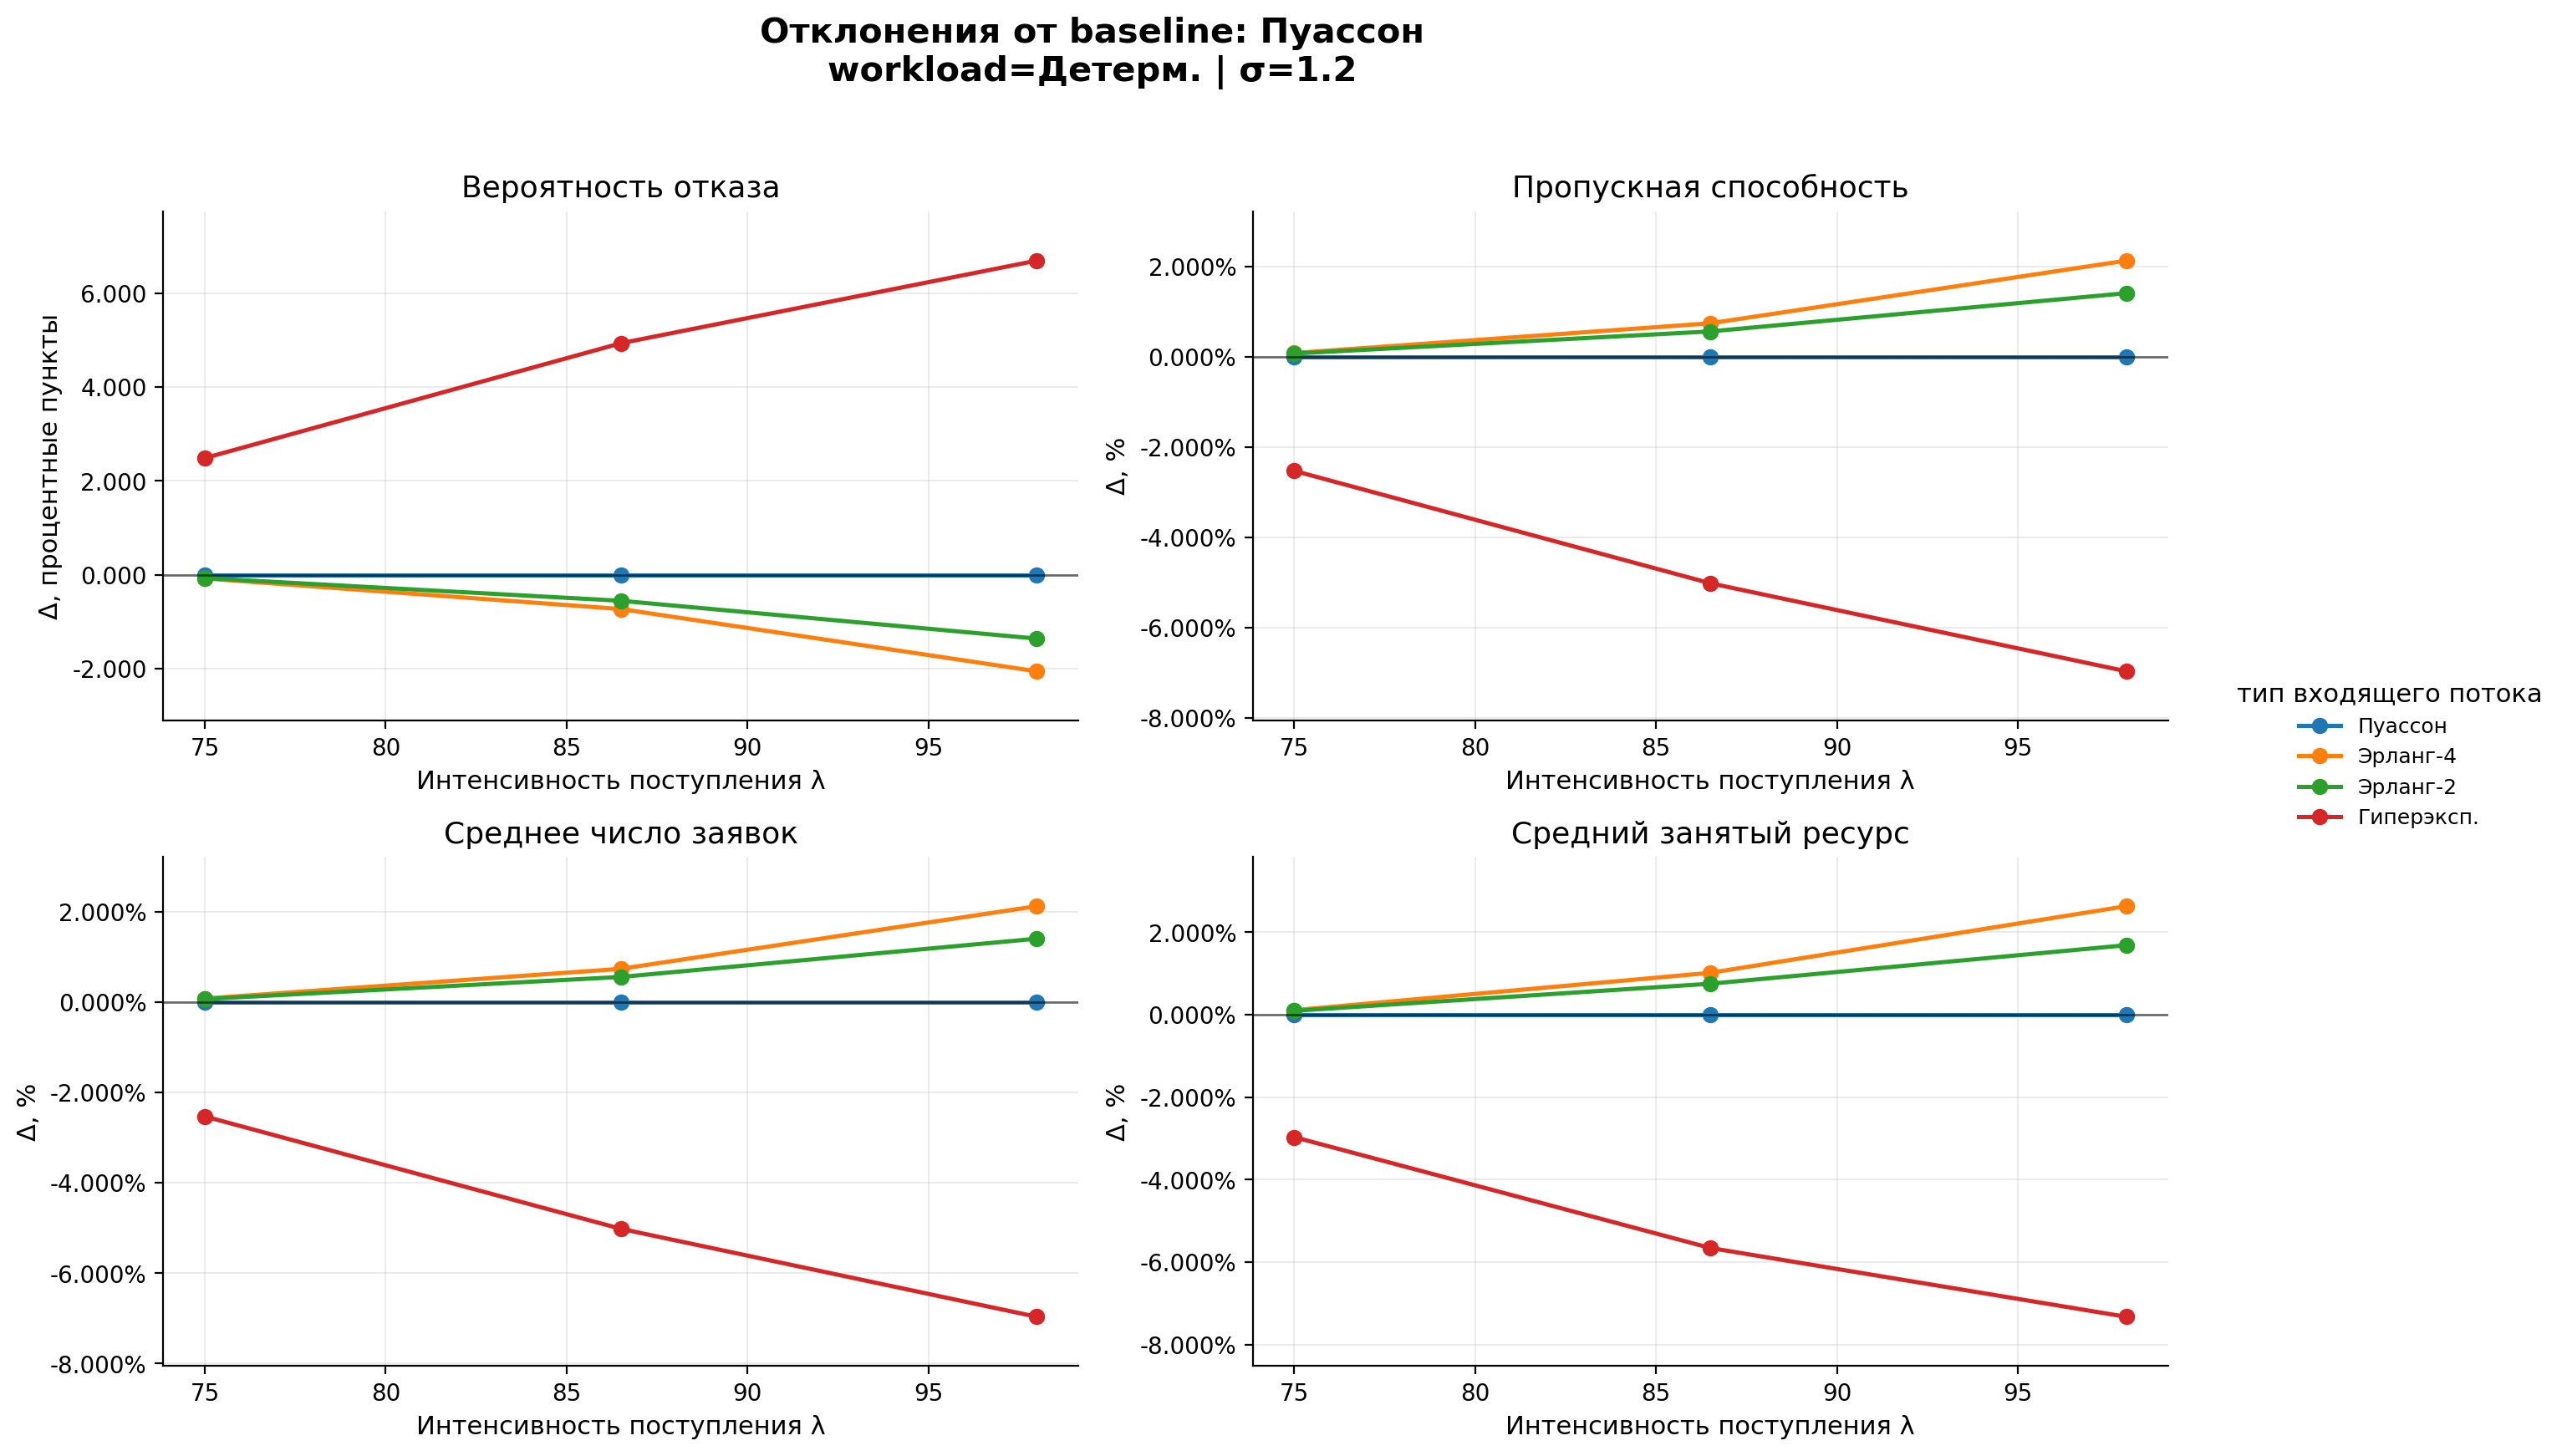 Отклонения от baseline: Пуассон
workload=Детерм. | σ=1.2
Вероятность отказа
Δ, процентные пункты
6.000
4.000
2.000
0.000
-2.000
75 80 85 90 95
Интенсивность поступления λ
Пропускная способность
Δ, %
2.000%
0.000%
-2.000%
-4.000%
-6.000%
-8.000%
75 80 85 90 95
Интенсивность поступления λ
Среднее число заявок
Δ, %
2.000%
0.000%
-2.000%
-4.000%
-6.000%
-8.000%
75 80 85 90 95
Интенсивность поступления λ
Средний занятый ресурс
Δ, %
2.000%
0.000%
-2.000%
-4.000%
-6.000%
-8.000%
75 80 85 90 95
Интенсивность поступления λ
тип входящего потока
Пуассон
Эрланг-4
Эрланг-2
Гиперэксп.